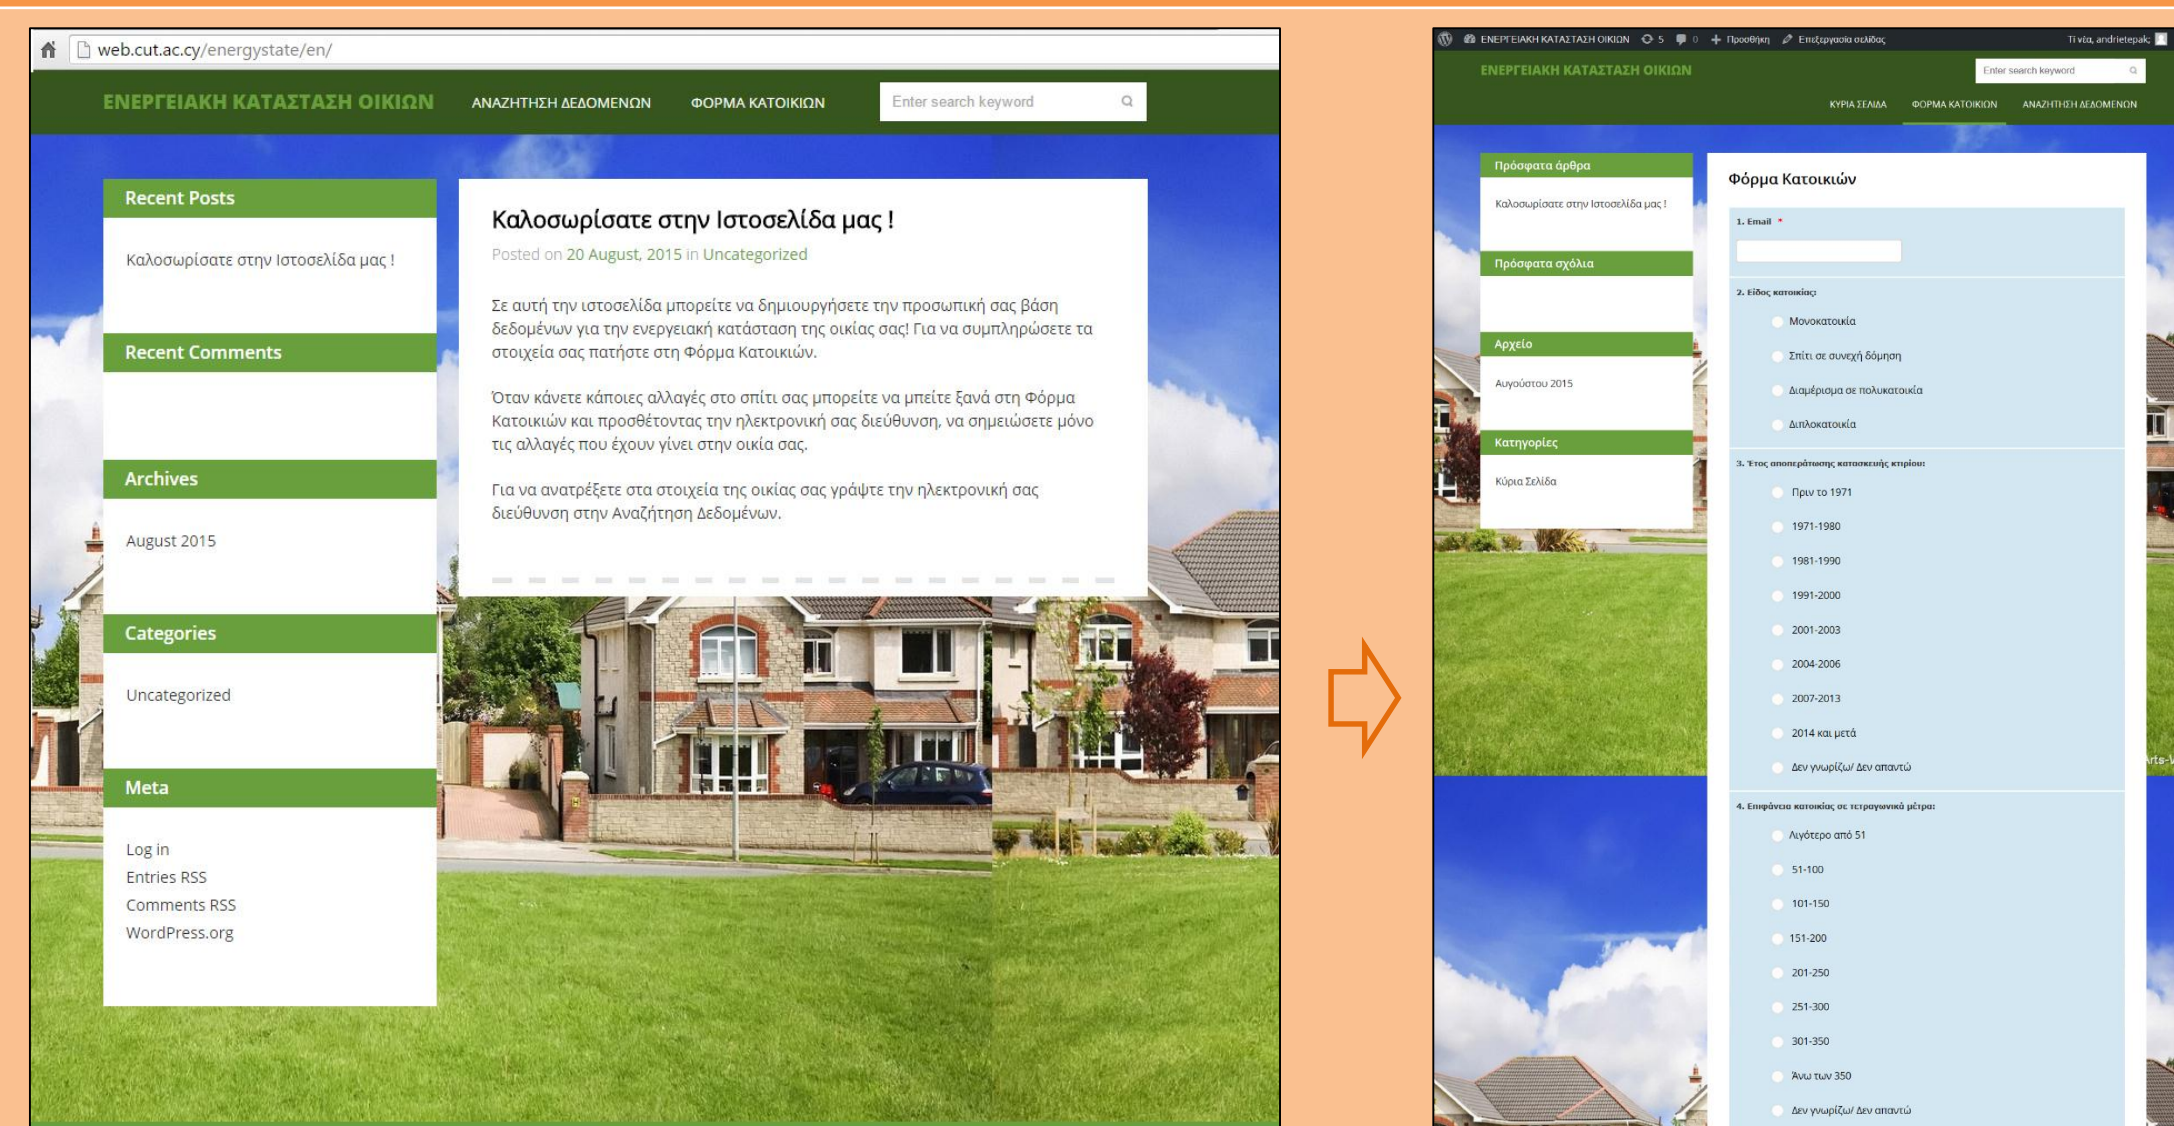 web.cut.ac.cy/energystate/en/
ΕΝΕΡΓΕΙΑΚΗ ΚΑΤΑΣΤΑΣΗ ΟΙΚΙΩΝ
ΑΝΑΖΗΤΗΣΗ ΔΕΔΟΜΕΝΩΝ
ΦΟΡΜΑ ΚΑΤΟΙΚΙΩΝ
Enter search keyword
Recent Posts
Καλοσωρίσατε στην Ιστοσελίδα μας !
Recent Comments
Archives
August 2015
Categories
Uncategorized
Meta
Log in
Entries RSS
Comments RSS
WordPress.org
Καλοσωρίσατε στην Ιστοσελίδα μας !
Posted on 20 August, 2015 in Uncategorized
Σε αυτή την ιστοσελίδα μπορείτε να δημιουργήσετε την προσωπική σας βάση
δεδομένων για την ενεργειακή κατάσταση της οικίας σας! Για να συμπληρώσετε τα
στοιχεία σας πατήστε στη Φόρμα Κατοικιών.
Όταν κάνετε κάποιες αλλαγές στο σπίτι σας μπορείτε να μπείτε ξανά στη Φόρμα
Κατοικιών και προσθέτοντας την ηλεκτρονική σας διεύθυνση, να σημειώσετε μόνο
τις αλλαγές που έχουν γίνει στην οικία σας.
Για να ανατρέξετε στα στοιχεία της οικίας σας γράψτε την ηλεκτρονική σας
διεύθυνση στην Αναζήτηση Δεδομένων.
ΕΝΕΡΓΕΙΑΚΗ ΚΑΤΑΣΤΑΣΗ ΟΙΚΙΩΝ 5 0 Προσθήκη Επεξεργασία σελίδας Τι νέα, andrietepak;
ΕΝΕΡΓΕΙΑΚΗ ΚΑΤΑΣΤΑΣΗ ΟΙΚΙΩΝ
Enter search keyword
ΚΥΡΙΑ ΣΕΛΙΔΑ ΦΟΡΜΑ ΚΑΤΟΙΚΙΩΝ ΑΝΑΖΗΤΗΣΗ ΔΕΔΟΜΕΝΩΝ
Πρόσφατα άρθρα
Καλοσωρίσατε στην Ιστοσελίδα μας !
Πρόσφατα σχόλια
Αρχείο
Αυγούστου 2015
Κατηγορίες
Κύρια Σελίδα
Φόρμα Κατοικιών
1. Email *
2. Είδος κατοικίας:
Μονοκατοικία
Σπίτι σε συνεχή δόμηση
Διαμέρισμα σε πολυκατοικία
Διπλοκατοικία
3. Έτος αποπεράτωσης κατασκευής κτιρίου:
Πριν το 1971
1971-1980
1981-1990
1991-2000
2001-2003
2004-2006
2007-2013
2014 και μετά
Δεν γνωρίζω/ Δεν απαντώ
4. Επιφάνεια κατοικίας σε τετραγωνικά μέτρα:
Λιγότερο από 51
51-100
101-150
151-200
201-250
251-300
301-350
Άνω των 350
Δεν γνωρίζω/ Δεν απαντώ